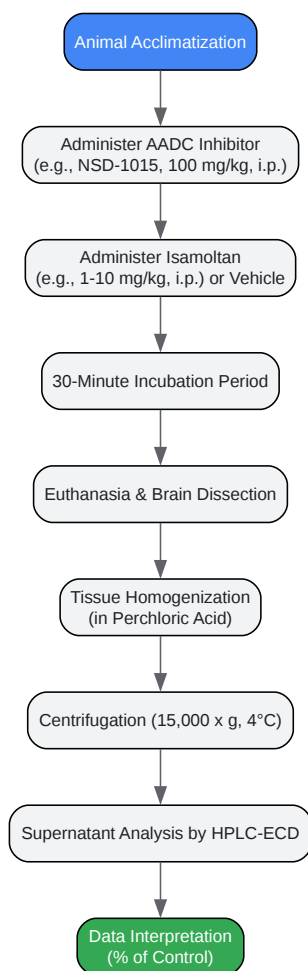 Animal Acclimatization
Administer AADC Inhibitor
(e.g., NSD-1015, 100 mg/kg, i.p.)
Administer Isamoltan
(e.g., 1-10 mg/kg, i.p.) or Vehicle
30-Minute Incubation Period
Euthanasia & Brain Dissection
Tissue Homogenization
(in Perchloric Acid)
Centrifugation (15,000 x g, 4°C)
Supernatant Analysis by HPLC-ECD
Data Interpretation
(% of Control)